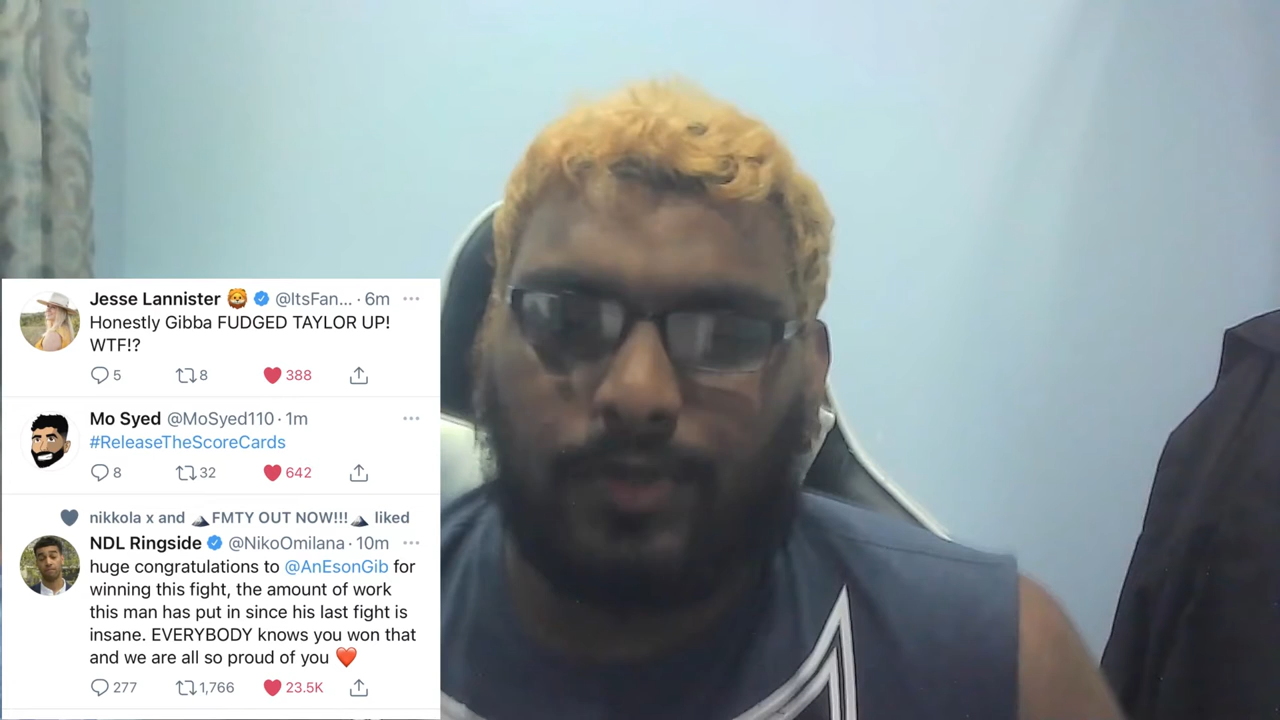 Jesse Lannister 🦁 @ItsFan... · 6m ···
Honestly Gibba FUDGED TAYLOR UP!
WTF!?
5 8 388
Mo Syed @MoSyed110 · 1m ···
#ReleaseTheScoreCards
8 32 642
nikkola x and ⛰️FMTY OUT NOW!!!⛰️ liked
NDL Ringside @NikoOmilana · 10m ···
huge congratulations to @AnEsonGib for
winning this fight, the amount of work
this man has put in since his last fight is
insane. EVERYBODY knows you won that
and we are all so proud of you ❤️
277 1,766 23.5K